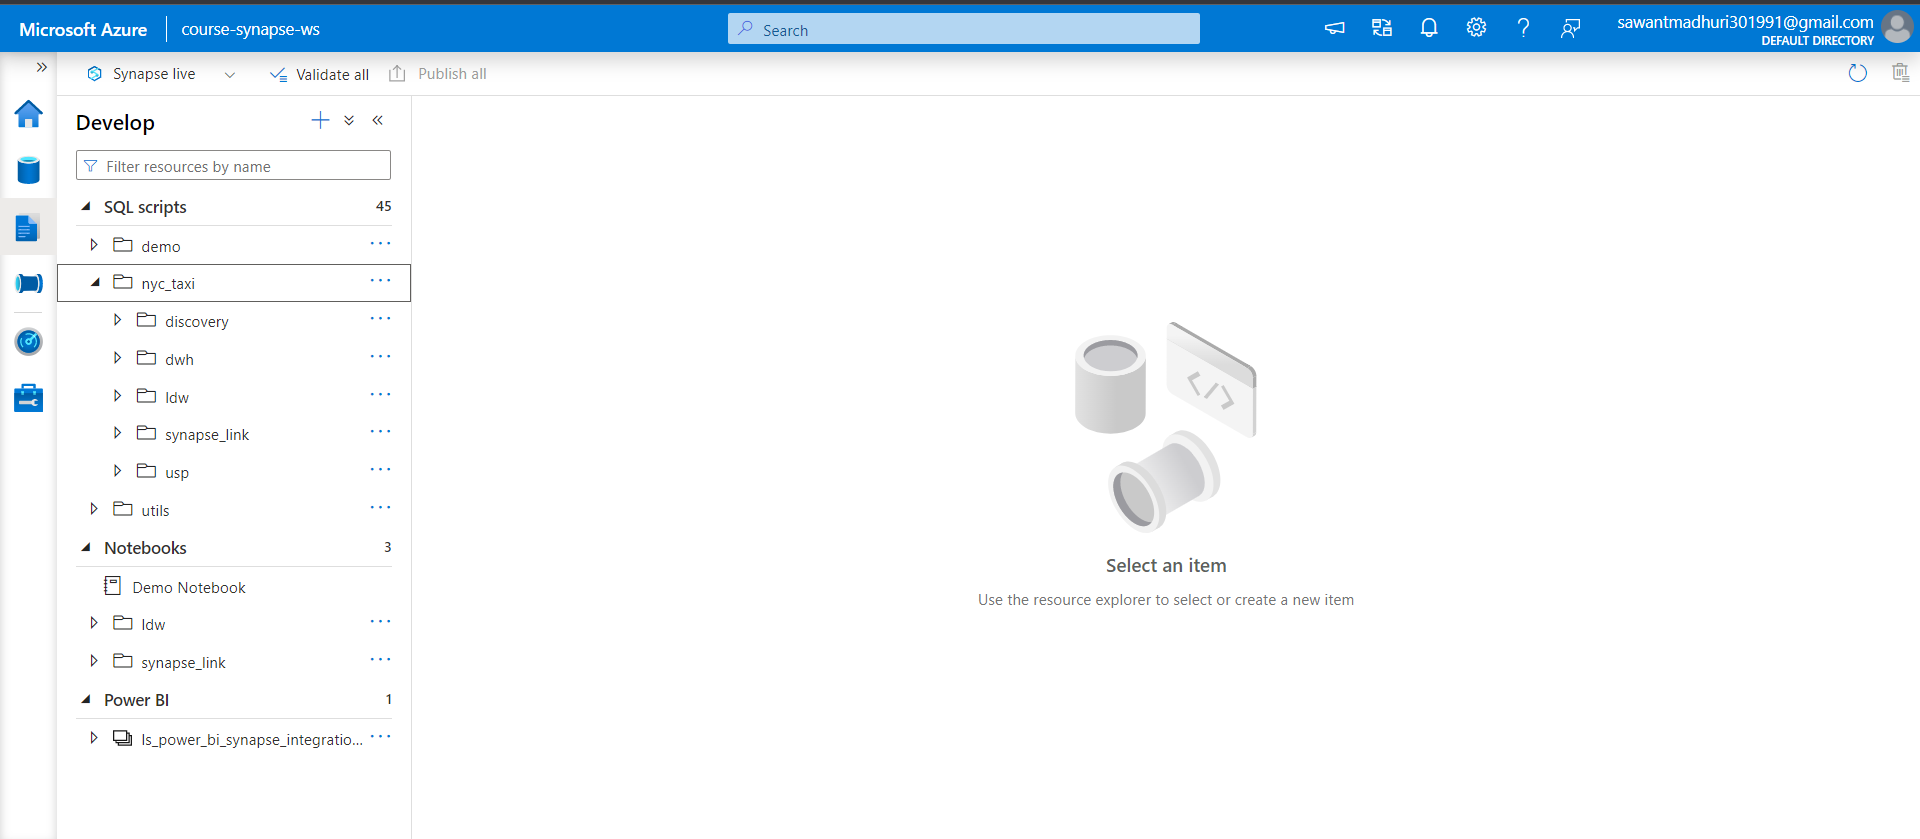 Microsoft Azure
course-synapse-ws
Search
sawantmadhuri301991@gmail.com
DEFAULT DIRECTORY
Synapse live
Validate all
Publish all
Develop
Filter resources by name
SQL scripts 45
demo
nyc_taxi
discovery
dwh
ldw
synapse_link
usp
utils
Notebooks 3
Demo Notebook
ldw
synapse_link
Power BI 1
ls_power_bi_synapse_integratio...
Select an item
Use the resource explorer to select or create a new item